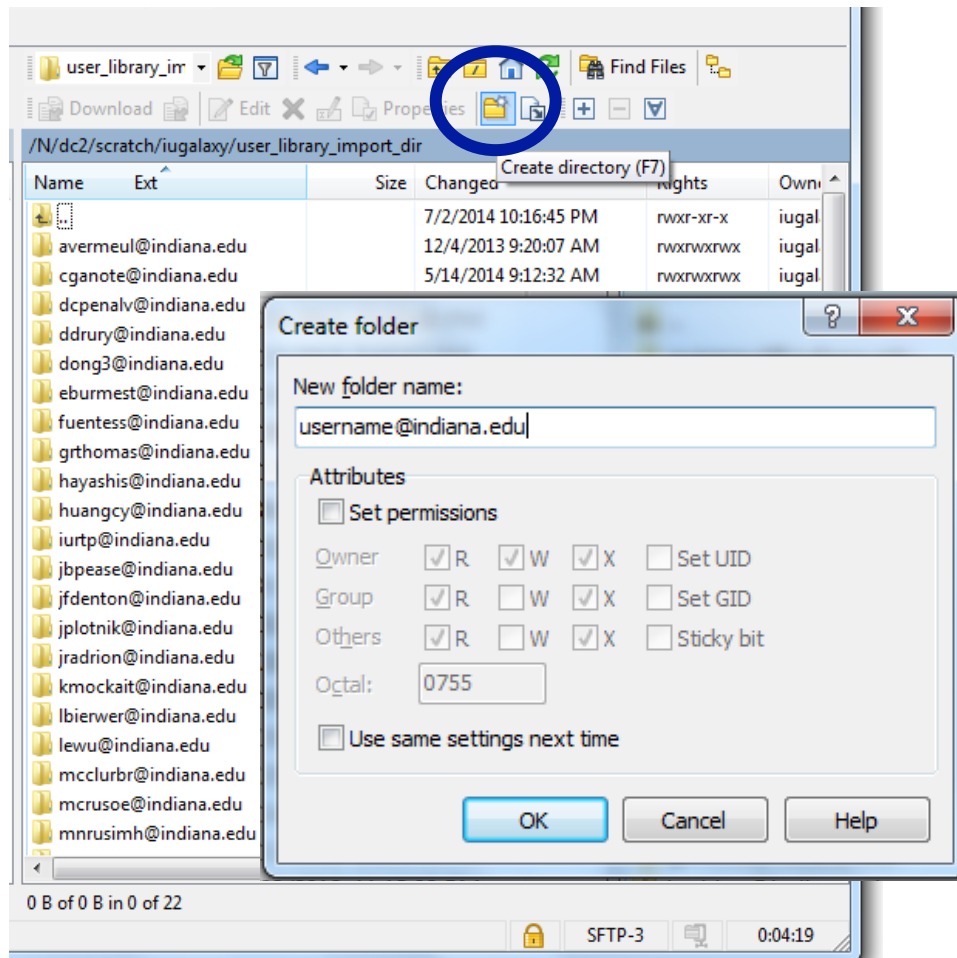 user_library_im
Find Files
Download Edit Properties
/N/dc2/scratch/iugalaxy/user_library_import_dir
Create directory (F7)
Name Ext Size Changed Rights Owne
.. 7/2/2014 10:16:45 PM rwxr-xr-x iugal
avermeul@indiana.edu 12/4/2013 9:20:07 AM rwxrwxrwx iugal
cganote@indiana.edu 5/14/2014 9:12:32 AM rwxrwxrwx iugal
dcpenalv@indiana.edu
ddrury@indiana.edu
dong3@indiana.edu
eburmest@indiana.edu
fuentess@indiana.edu
grthomas@indiana.edu
hayashis@indiana.edu
huangcy@indiana.edu
iurtp@indiana.edu
jbpease@indiana.edu
jfdenton@indiana.edu
jplotnik@indiana.edu
jradrion@indiana.edu
kmockait@indiana.edu
lbierwer@indiana.edu
lewu@indiana.edu
mcclurbr@indiana.edu
mcrusoe@indiana.edu
mnrusimh@indiana.edu
Create folder
New folder name:
username@indiana.edu
Attributes
Set permissions
Owner R W X Set UID
Group R W X Set GID
Others R W X Sticky bit
Octal: 0755
Use same settings next time
OK Cancel Help
0 B of 0 B in 0 of 22
SFTP-3 0:04:19